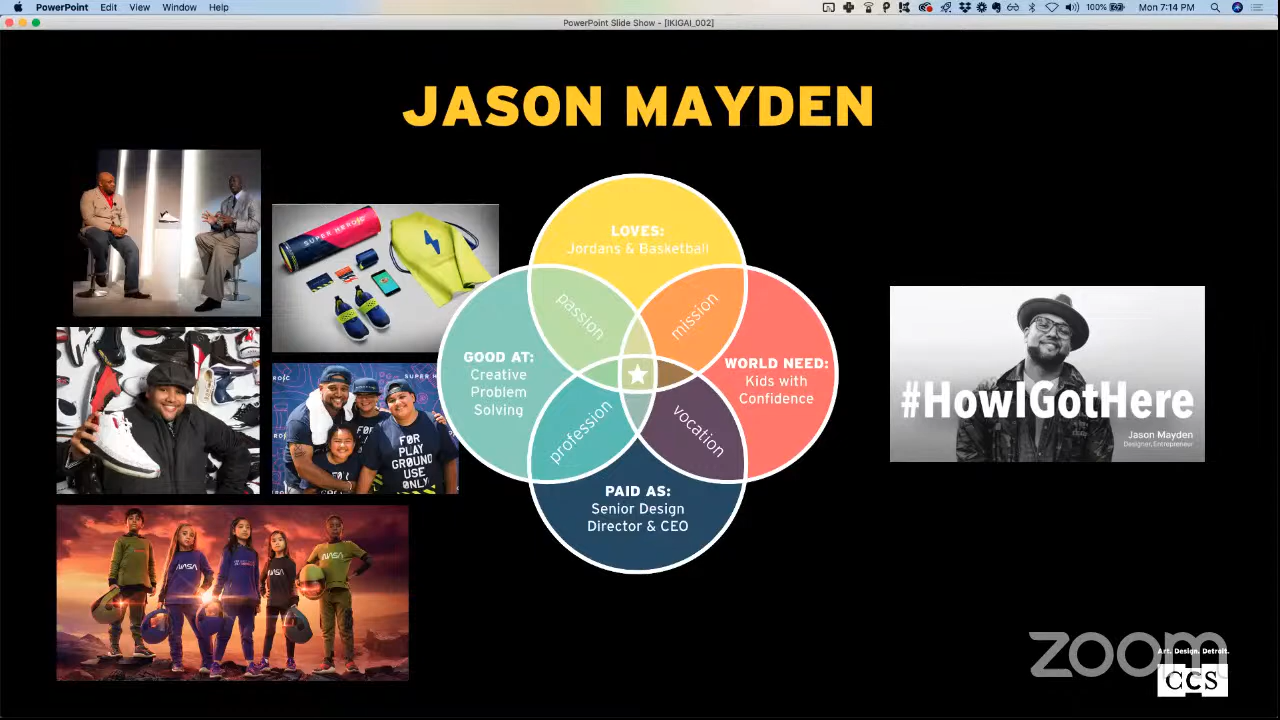 PowerPoint Edit View Window Help
100% Mon 7:14 PM
PowerPoint Slide Show - [IKIGAI_002]
JASON MAYDEN
SUPER HEROIC
LOVES:
Jordans & Basketball
passion
mission
GOOD AT:
Creative
Problem
Solving
WORLD NEED:
Kids with
Confidence
profession
vocation
PAID AS:
Senior Design
Director & CEO
FOR
PLAY
GROUND
USE
ONLY
NASA
NASA
NASA
#HowIGotHere
Jason Mayden
Designer, Entrepreneur
zoom
Art. Design. Detroit.
CCS